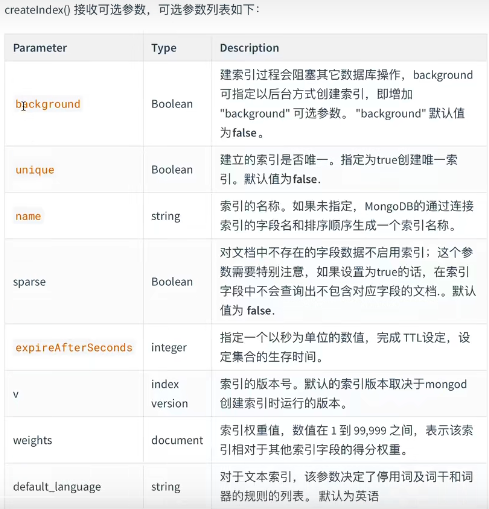 createIndex() 接收可选参数，可选参数列表如下：
Parameter Type Description
background Boolean 建索引过程会阻塞其它数据库操作，background
可指定以后台方式创建索引，即增加
"background" 可选参数。 "background" 默认值
为false。
unique Boolean 建立的索引是否唯一。指定为true创建唯一索
引。默认值为false.
name string 索引的名称。如果未指定，MongoDB的通过连接
索引的字段名和排序顺序生成一个索引名称。
sparse Boolean 对文档中不存在的字段数据不启用索引；这个参
数需要特别注意，如果设置为true的话，在索引
字段中不会查询出不包含对应字段的文档.。默认
值为 false.
expireAfterSeconds integer 指定一个以秒为单位的数值，完成 TTL设定，设
定集合的生存时间。
v index version 索引的版本号。默认的索引版本取决于mongod
创建索引时运行的版本。
weights document 索引权重值，数值在 1 到 99,999 之间，表示该索
引相对于其他索引字段的得分权重。
default_language string 对于文本索引，该参数决定了停用词及词干和词
器的规则的列表。 默认为英语